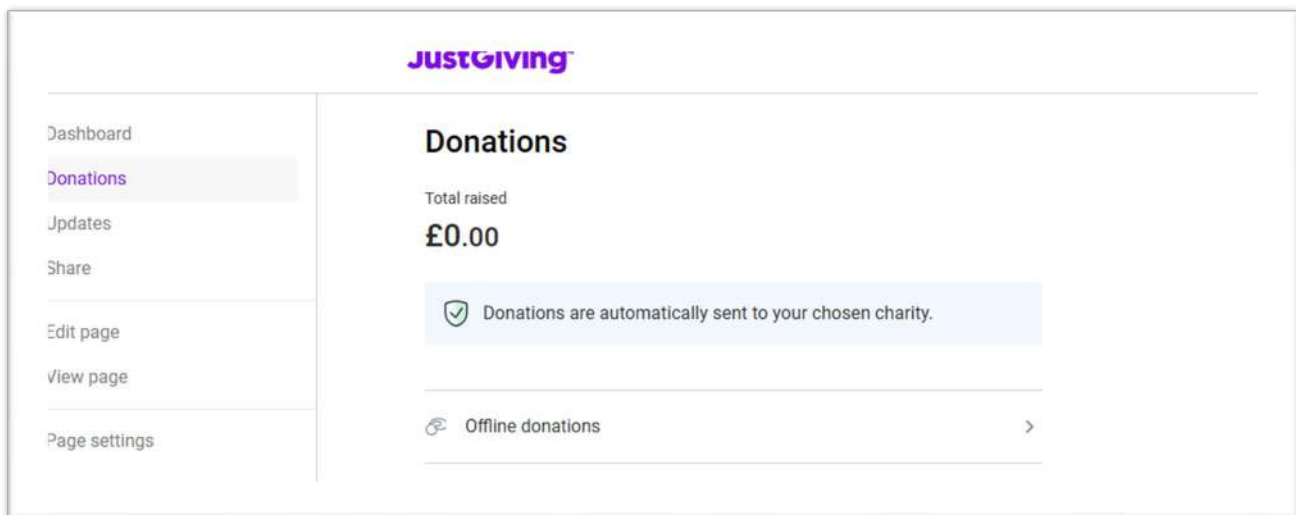 JustGiving™
Dashboard
Donations
Updates
Share
Edit page
View page
Page settings
Donations
Total raised
£0.00
Donations are automatically sent to your chosen charity.
Offline donations